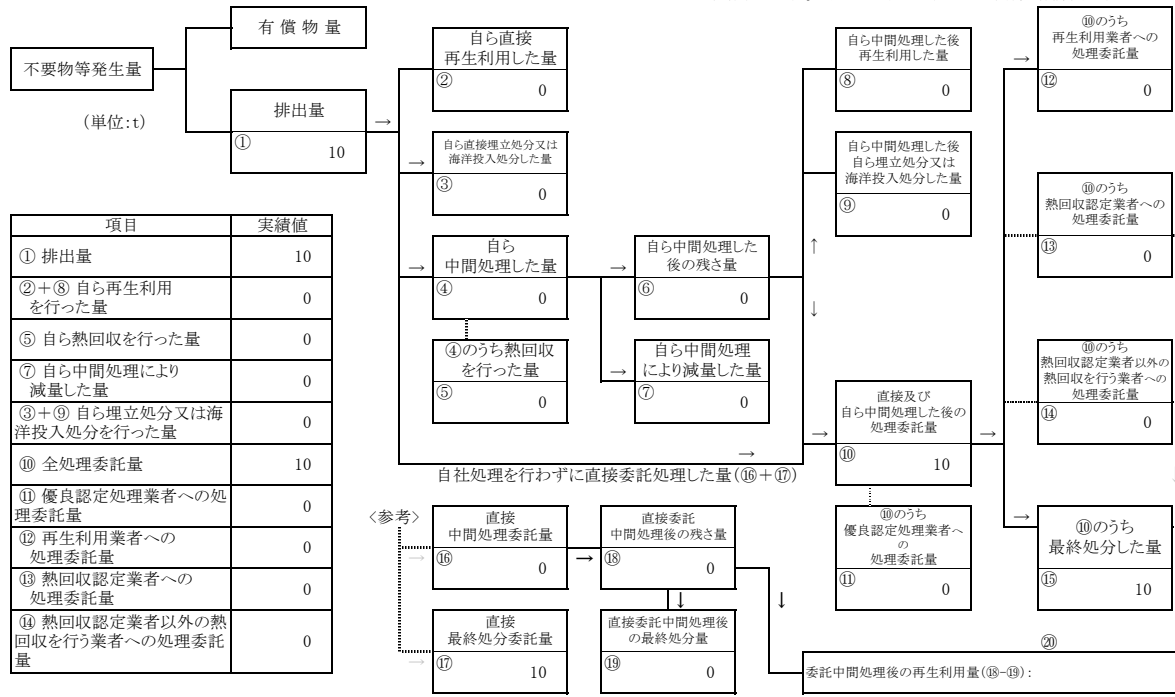 有 償 物 量
不要物等発生量
(単位:t)
排出量
①
10
→
自ら直接
再生利用した量
②
0
→
自ら直接埋立処分又は
海洋投入処分した量
③
0
→
自ら
中間処理した量
④
0
④のうち熱回収
を行った量
⑤
0
→
自ら中間処理した
後の残さ量
⑥
0
→
自ら中間処理
により減量した量
⑦
0
自ら中間処理した後
再生利用した量
⑧
0
自ら中間処理した後
自ら埋立処分又は
海洋投入処分した量
⑨
0
↑
↓
→
直接及び
自ら中間処理した後の
処理委託量
⑩
10
→
⑩のうち
優良認定処理業者へ
の
処理委託量
⑪
0
→
⑩のうち
再生利用業者への
処理委託量
⑫
0
⑩のうち
熱回収認定業者への
処理委託量
⑬
0
⑩のうち
熱回収認定業者以外の
熱回収を行う業者への
処理委託量
⑭
0
→
⑩のうち
最終処分した量
⑮
10
→
自社処理を行わずに直接委託処理した量(⑯+⑰)
<参考>
→
直接
中間処理委託量
⑯
0
→
直接委託
中間処理後の残さ量
⑱
0
↓
↓
→
直接
最終処分委託量
⑰
10
直接委託中間処理後
の最終処分量
⑲
0
⑳
委託中間処理後の再生利用量(⑱-⑲):
項目 実績値
① 排出量 10
②+⑧ 自ら再生利用
を行った量 0
⑤ 自ら熱回収を行った量 0
⑦ 自ら中間処理により
減量した量 0
③+⑨ 自ら埋立処分又は海
洋投入処分を行った量 0
⑩ 全処理委託量 10
⑪ 優良認定処理業者への処
理委託量 0
⑫ 再生利用業者への
処理委託量 0
⑬ 熱回収認定業者への
処理委託量 0
⑭ 熱回収認定業者以外の熱
回収を行う業者への処理委託
量 0